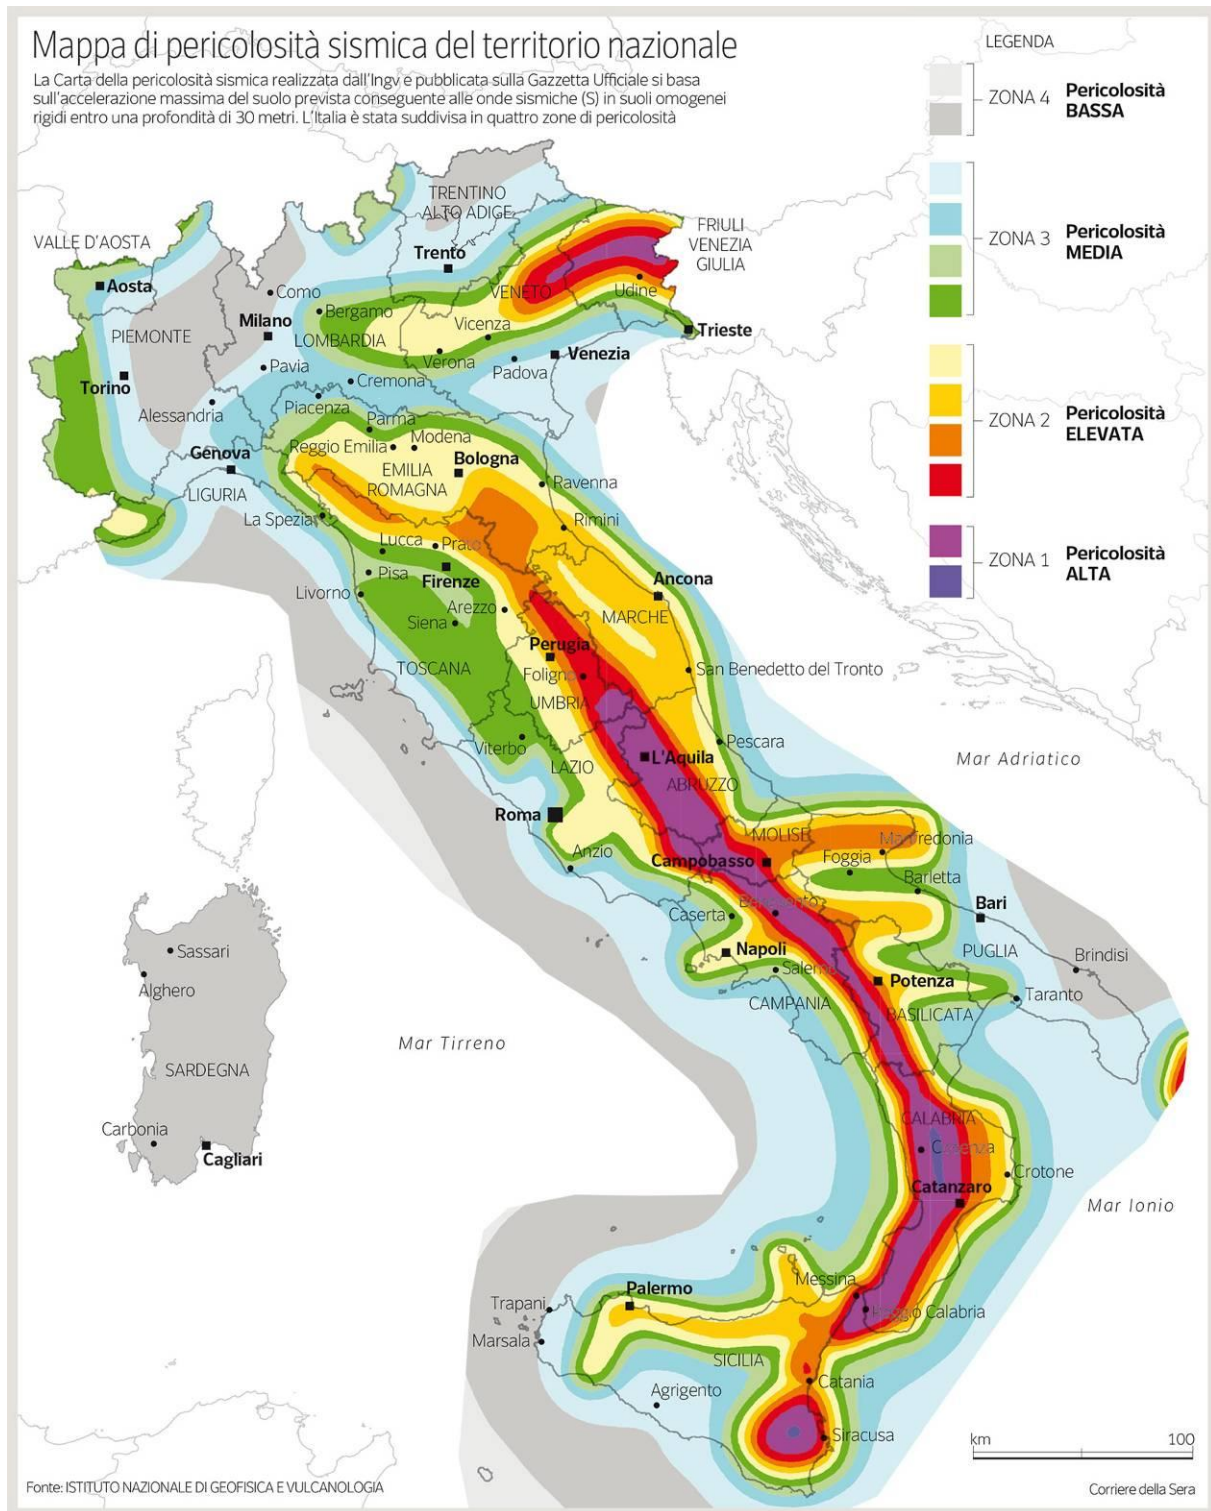 Mappa di pericolosità sismica del territorio nazionale
La Carta della pericolosità sismica realizzata dall'Ingv e pubblicata sulla Gazzetta Ufficiale si basa
sull'accelerazione massima del suolo prevista conseguente alle onde sismiche (S) in suoli omogenei
rigidi entro una profondità di 30 metri. L'Italia è stata suddivisa in quattro zone di pericolosità
LEGENDA
ZONA 4
Pericolosità
BASSA
ZONA 3
Pericolosità
MEDIA
ZONA 2
Pericolosità
ELEVATA
ZONA 1
Pericolosità
ALTA
TRENTINO
ALTO ADIGE
FRIULI
VENEZIA
GIULIA
VALLE D'AOSTA
Trento
Aosta
Como
VENETO
Udine
Bergamo
Milano
Vicenza
Trieste
PIEMONTE
LOMBARDIA
Venezia
Verona
Padova
Pavia
Torino
Cremona
Piacenza
Alessandria
Parma
Modena
Reggio Emilia
Genova
Bologna
EMILIA
ROMAGNA
Ravenna
LIGURIA
La Spezia
Rimini
Lucca
Prato
Pisa
Firenze
Ancona
Livorno
Arezzo
Siena
MARCHE
Perugia
TOSCANA
Foligno
San Benedetto del Tronto
UMBRIA
Viterbo
Pescara
L'Aquila
LAZIO
ABRUZZO
Mar Adriatico
Roma
MOLISE
Manfredonia
Anzio
Campobasso
Foggia
Barletta
Bari
Benevento
Caserta
Napoli
PUGLIA
Brindisi
Sassari
Salerno
Potenza
Alghero
Taranto
CAMPANIA
BASILICATA
Mar Tirreno
SARDEGNA
CALABRIA
Carbonia
Cosenza
Cagliari
Crotone
Catanzaro
Mar Ionio
Messina
Palermo
Trapani
Reggio Calabria
Marsala
SICILIA
Catania
Agrigento
Siracusa
km 100
Fonte: ISTITUTO NAZIONALE DI GEOFISICA E VULCANOLOGIA
Corriere della Sera